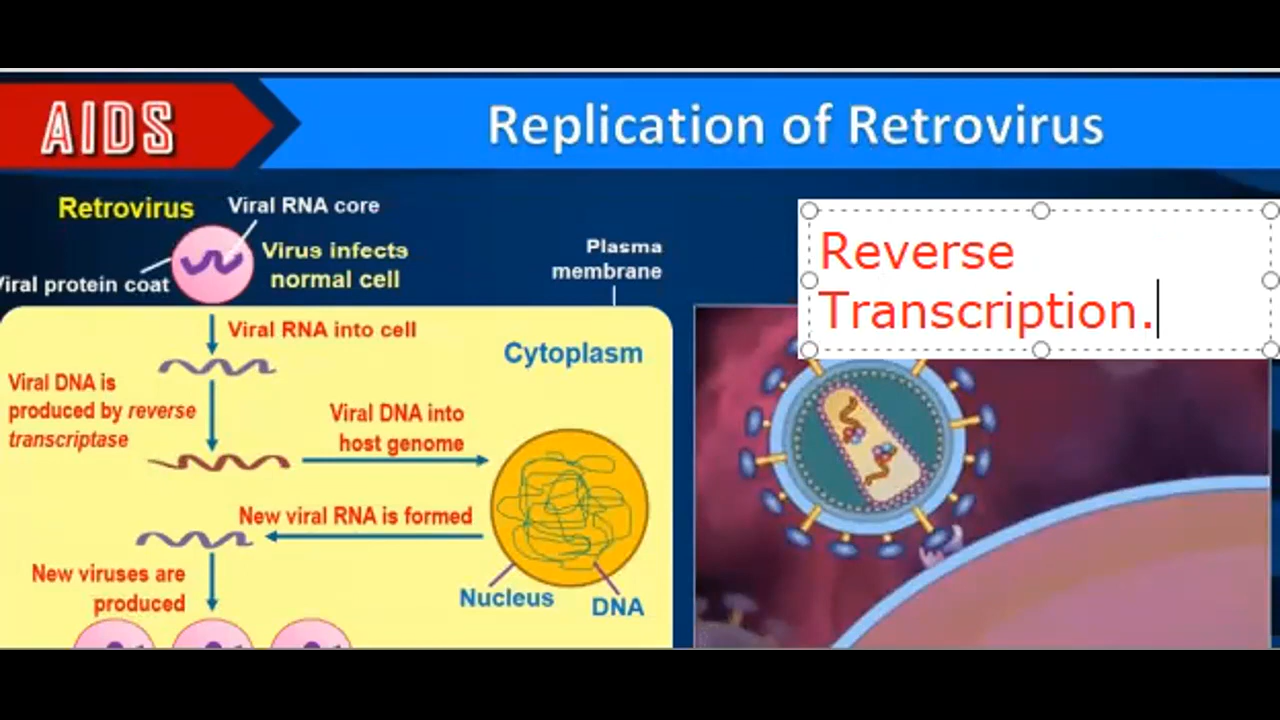 AIDS
Replication of Retrovirus
Retrovirus
Viral RNA core
Virus infects
normal cell
Viral protein coat
Plasma
membrane
Reverse
Transcription.
Viral RNA into cell
Cytoplasm
Viral DNA is
produced by reverse
transcriptase
Viral DNA into
host genome
New viral RNA is formed
New viruses are
produced
Nucleus
DNA